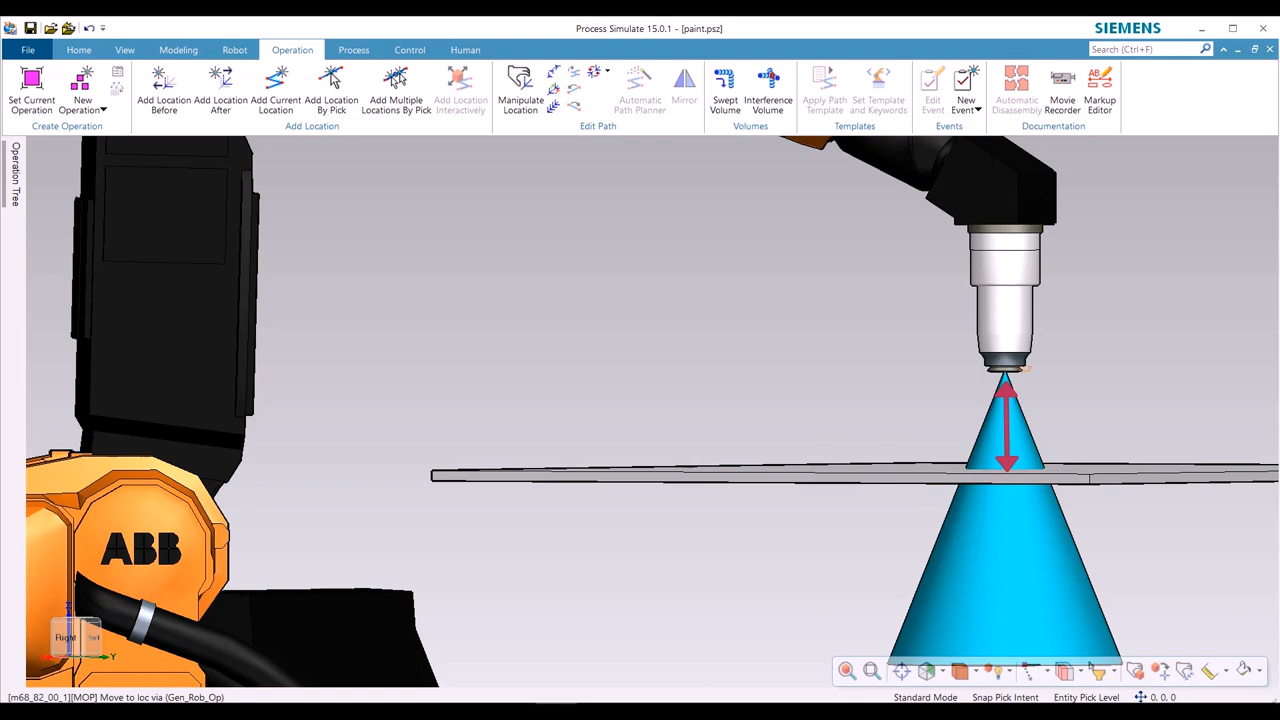 Process Simulate 15.0.1 - [paint.psz]
SIEMENS
File Home View Modeling Robot Operation Process Control Human
Search (Ctrl+F)
Set Current Operation
New Operation
Add Location Before
Add Location After
Add Current Location
Add Location By Pick
Add Multiple Locations By Pick
Add Location Interactively
Manipulate Location
Automatic Path Planner
Mirror
Swept Volume
Interference Volume
Apply Path Template
Set Template and Keywords
Edit Event
New Event
Automatic Disassembly
Movie Recorder
Markup Editor
Create Operation
Add Location
Edit Path
Volumes
Templates
Events
Documentation
Operation Tree
ABB
Right
Y
[m68_82_00_1][MOP] Move to loc via (Gen_Rob_Op)
Standard Mode
Snap Pick Intent
Entity Pick Level
0, 0, 0